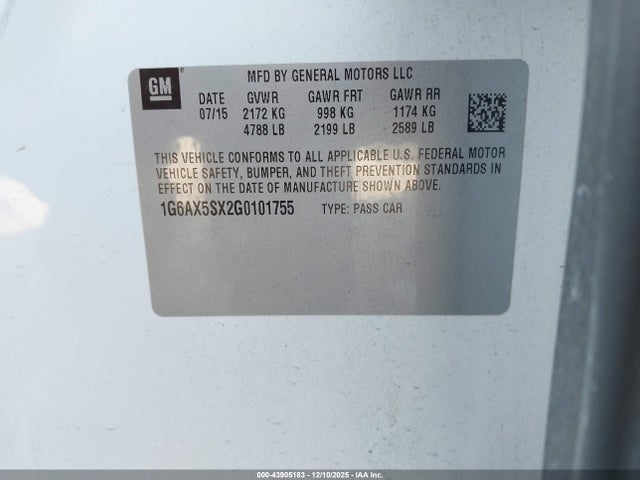 GM
MFD BY GENERAL MOTORS LLC
DATE GVWR GAWR FRT GAWR RR
07/15 2172 KG 998 KG 1174 KG
4788 LB 2199 LB 2589 LB
THIS VEHICLE CONFORMS TO ALL APPLICABLE U.S. FEDERAL MOTOR
VEHICLE SAFETY, BUMPER, AND THEFT PREVENTION STANDARDS IN
EFFECT ON THE DATE OF MANUFACTURE SHOWN ABOVE.
1G6AX5SX2G0101755 TYPE: PASS CAR
000-43905183 - 12/10/2025 - IAA Inc.